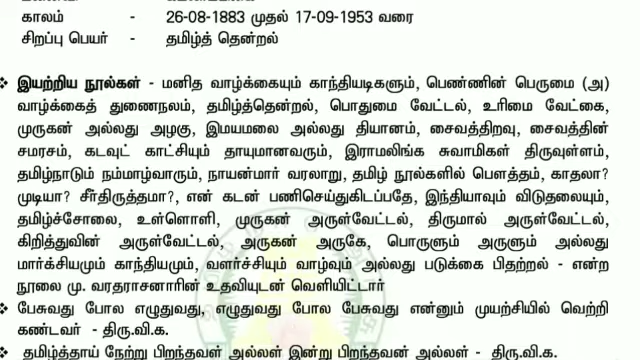 காலம் - 26-08-1883 முதல் 17-09-1953 வரை
சிறப்பு பெயர் - தமிழ்த் தென்றல்
❖ இயற்றிய நூல்கள் - மனித வாழ்க்கையும் காந்தியடிகளும், பெண்ணின் பெருமை (அ)
வாழ்க்கைத் துணைநலம், தமிழ்த்தென்றல், பொதுமை வேட்டல், உரிமை வேட்கை,
முருகன் அல்லது அழகு, இமயமலை அல்லது தியானம், சைவத்திறவு, சைவத்தின்
சமரசம், கடவுட் காட்சியும் தாயுமானவரும், இராமலிங்க சுவாமிகள் திருவுள்ளம்,
தமிழ்நாடும் நம்மாழ்வாரும், நாயன்மார் வரலாறு, தமிழ் நூல்களில் பௌத்தம், காதலா?
முடியா? சீர்திருத்தமா?, என் கடன் பணிசெய்துகிடப்பதே, இந்தியாவும் விடுதலையும்,
தமிழ்ச்சோலை, உள்ளொளி, முருகன் அருள்வேட்டல், திருமால் அருள்வேட்டல்,
கிறித்துவின் அருள்வேட்டல், அருகன் அருகே, பொருளும் அருளும் அல்லது
மார்க்சியமும் காந்தியமும், வளர்ச்சியும் வாழ்வும் அல்லது படுக்கை பிதற்றல் - என்ற
நூலை மு. வரதராசனாரின் உதவியுடன் வெளியிட்டார்
❖ பேசுவது போல எழுதுவது, எழுதுவது போல பேசுவது என்னும் முயற்சியில் வெற்றி
கண்டவர் - திரு.வி.க.
❖ தமிழ்த்தாய் நேற்று பிறந்தவள் அல்லள் இன்று பிறந்தவன் அல்லள் - திரு.வி.க.